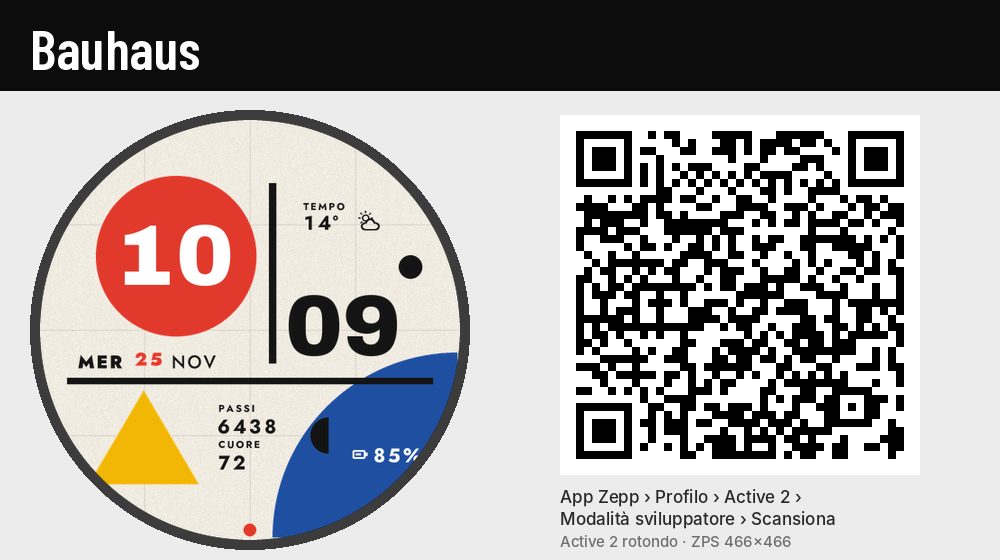 Bauhaus
10
TEMPO
14°
09
MER 25 NOV
PASSI
6438
CUORE
72
85%
App Zepp › Profilo › Active 2 ›
Modalità sviluppatore › Scansiona
Active 2 rotondo · ZPS 466×466